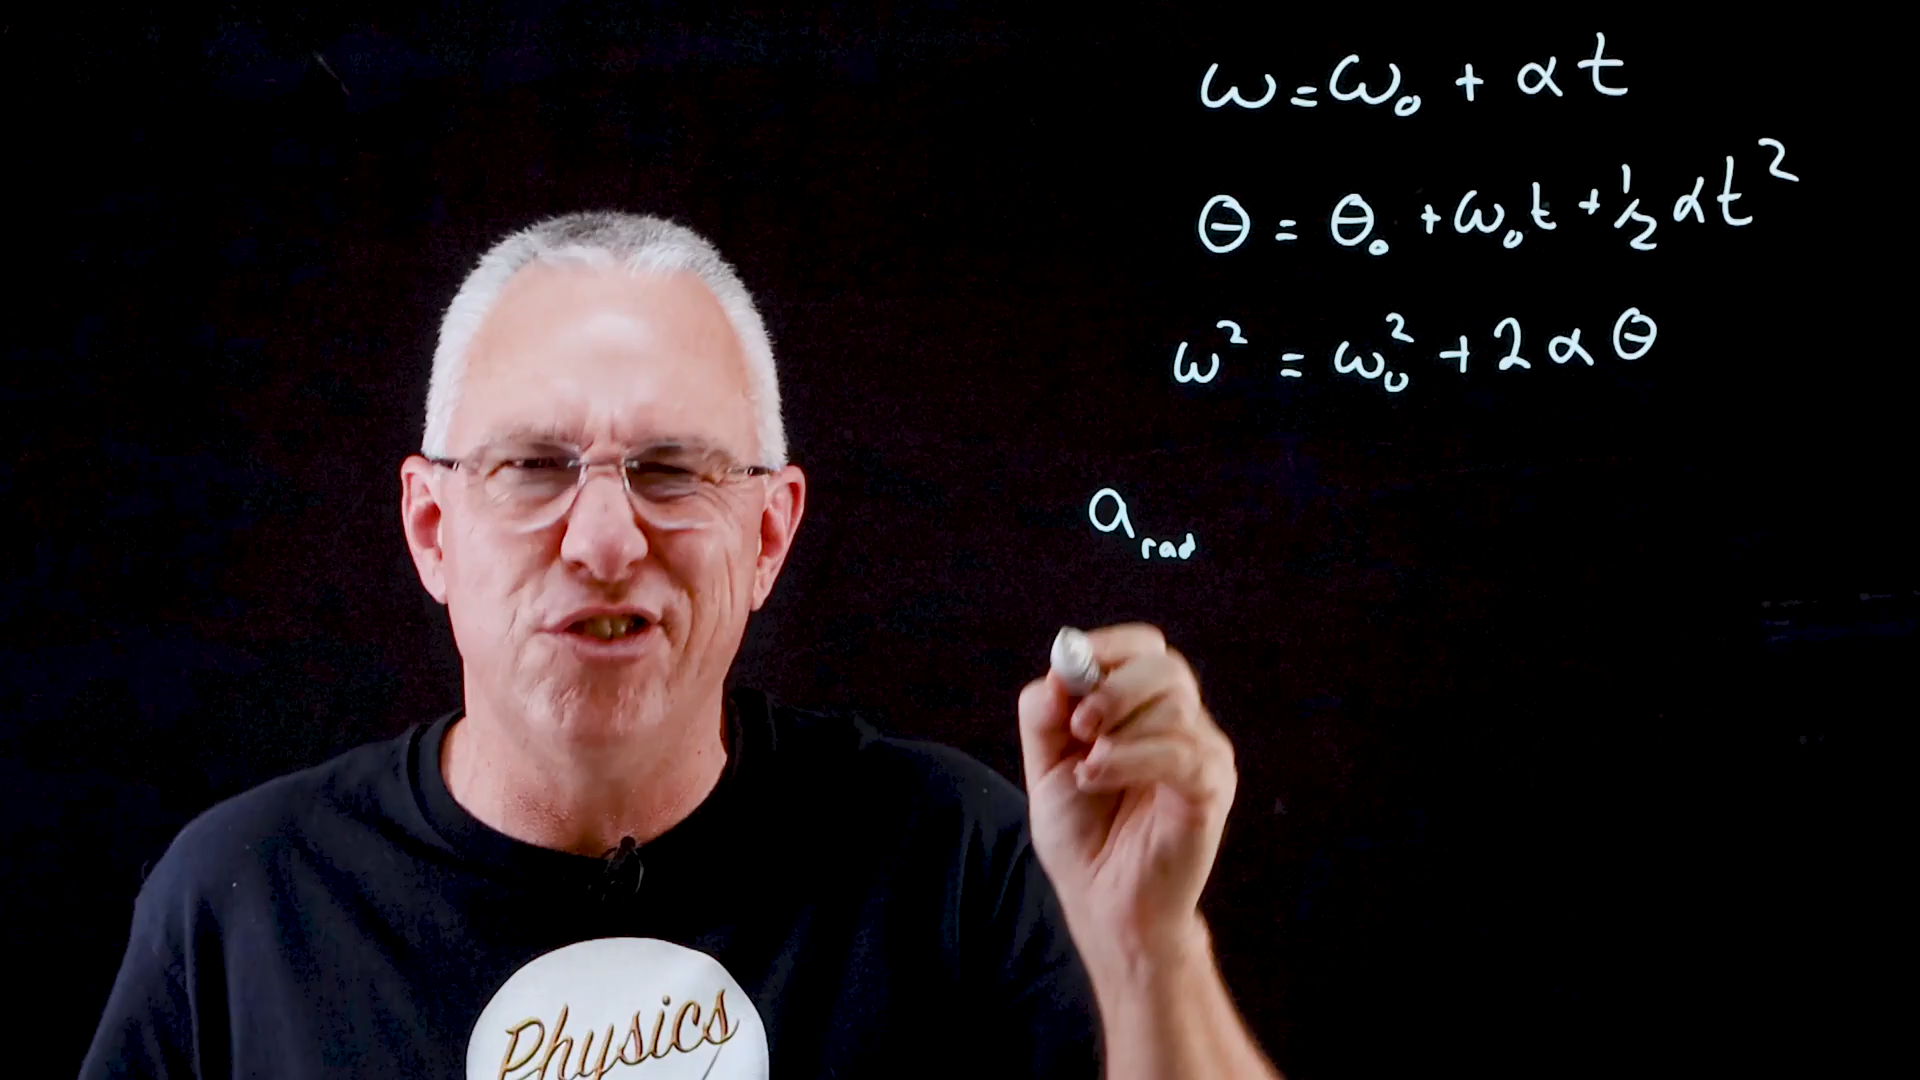 ω = ω₀ + αt
θ = θ₀ + ω₀t + ½αt²
ω² = ω₀² + 2αθ
a_rad
Physics